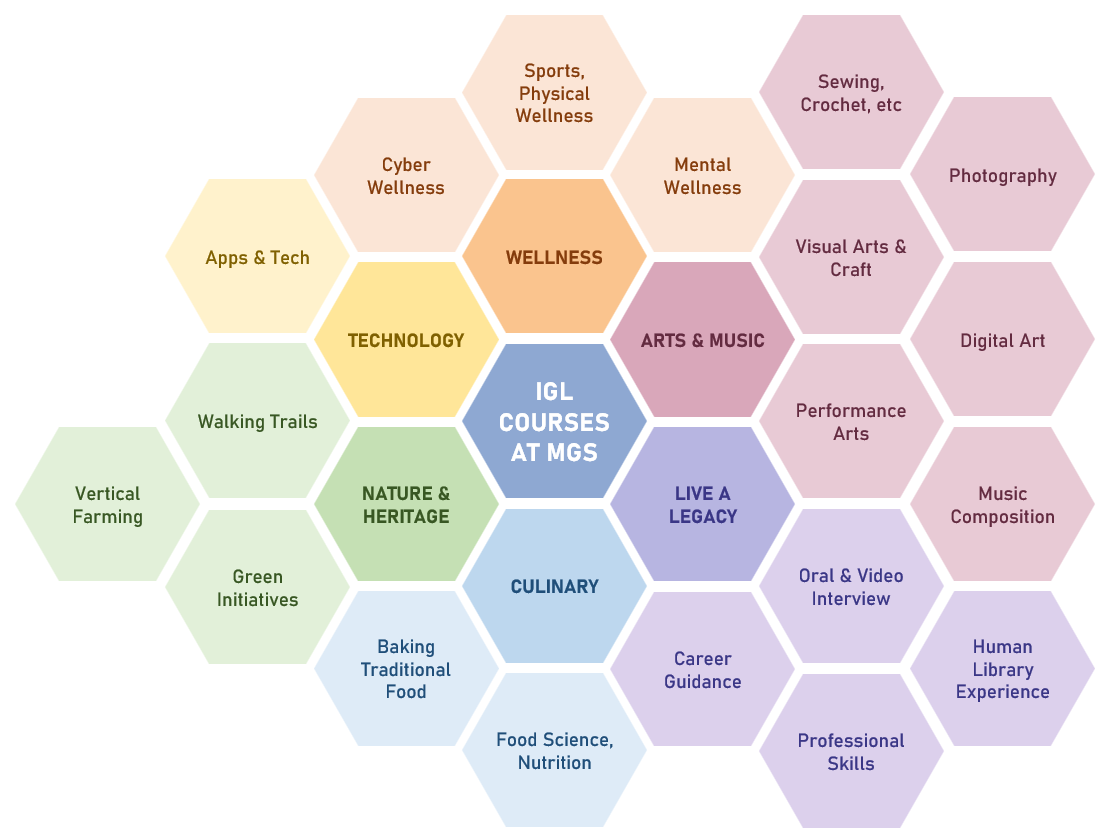 Sports,
Physical
Wellness
Sewing,
Crochet, etc
Cyber
Wellness
Mental
Wellness
Photography
Apps & Tech
WELLNESS
Visual Arts &
Craft
TECHNOLOGY
ARTS & MUSIC
Digital Art
IGL
COURSES
AT MGS
Walking Trails
Performance
Arts
Vertical
Farming
NATURE &
HERITAGE
LIVE A
LEGACY
Music
Composition
Green
Initiatives
CULINARY
Oral & Video
Interview
Baking
Traditional
Food
Career
Guidance
Human
Library
Experience
Food Science,
Nutrition
Professional
Skills